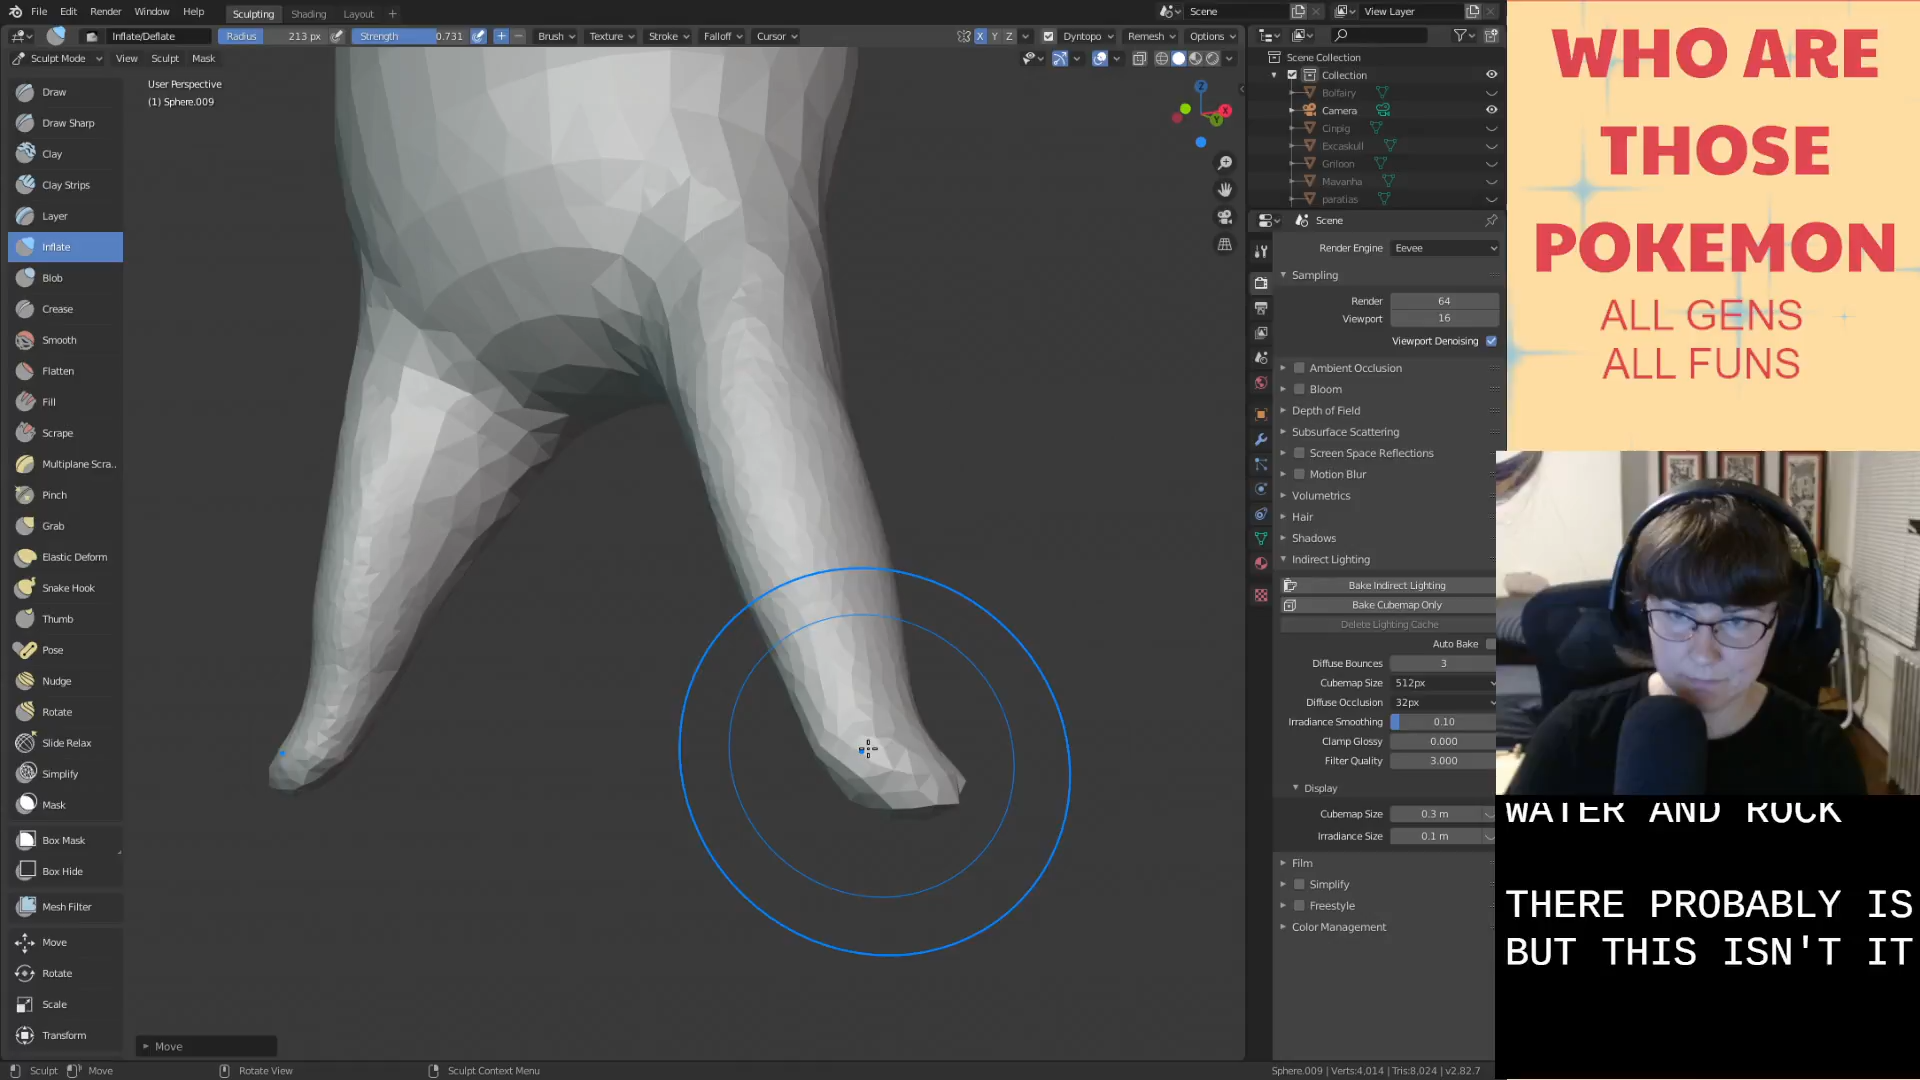 File Edit Render Window Help Sculpting Shading Layout + Scene View Layer
Inflate/Deflate Radius 213 px Strength 0.731 + − Brush Texture Stroke Falloff Cursor X Y Z Dyntopo Remesh Options
Sculpt Mode View Sculpt Mask
User Perspective
(1) Sphere.009
Draw
Draw Sharp
Clay
Clay Strips
Layer
Inflate
Blob
Crease
Smooth
Flatten
Fill
Scrape
Multiplane Scra..
Pinch
Grab
Elastic Deform
Snake Hook
Thumb
Pose
Nudge
Rotate
Slide Relax
Simplify
Mask
Box Mask
Box Hide
Mesh Filter
Move
Rotate
Scale
Transform
Move
Z
X
Y
Scene Collection
Collection
Bolfairy
Camera
Cinpig
Excaskull
Griloon
Mavanha
paratias
Scene
Render Engine Eevee
Sampling
Render 64
Viewport 16
Viewport Denoising
Ambient Occlusion
Bloom
Depth of Field
Subsurface Scattering
Screen Space Reflections
Motion Blur
Volumetrics
Hair
Shadows
Indirect Lighting
Bake Indirect Lighting
Bake Cubemap Only
Delete Lighting Cache
Auto Bake
Diffuse Bounces 3
Cubemap Size 512px
Diffuse Occlusion 32px
Irradiance Smoothing 0.10
Clamp Glossy 0.000
Filter Quality 3.000
Display
Cubemap Size 0.3 m
Irradiance Size 0.1 m
Film
Simplify
Freestyle
Color Management
Sculpt Move Rotate View Sculpt Context Menu Sphere.009 | Verts:4,014 | Tris:8,024 | v2.82.7
WHO ARE
THOSE
POKEMON
ALL GENS
ALL FUNS
WATER AND ROCK
THERE PROBABLY IS
BUT THIS ISN'T IT